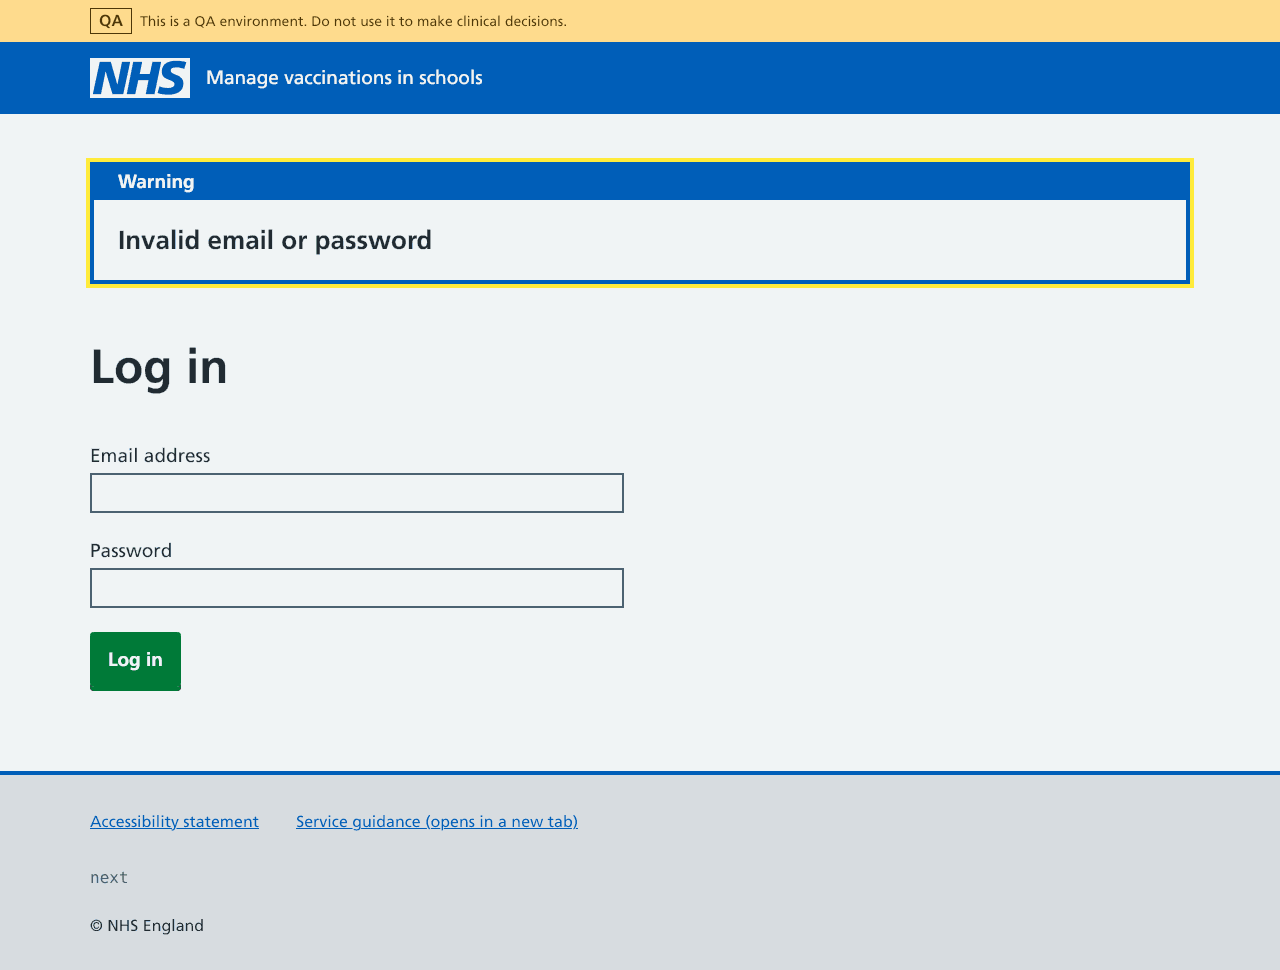 QA This is a QA environment. Do not use it to make clinical decisions.
NHS Manage vaccinations in schools
Warning
Invalid email or password
Log in
Email address
Password
Log in
Accessibility statement Service guidance (opens in a new tab)
next
© NHS England